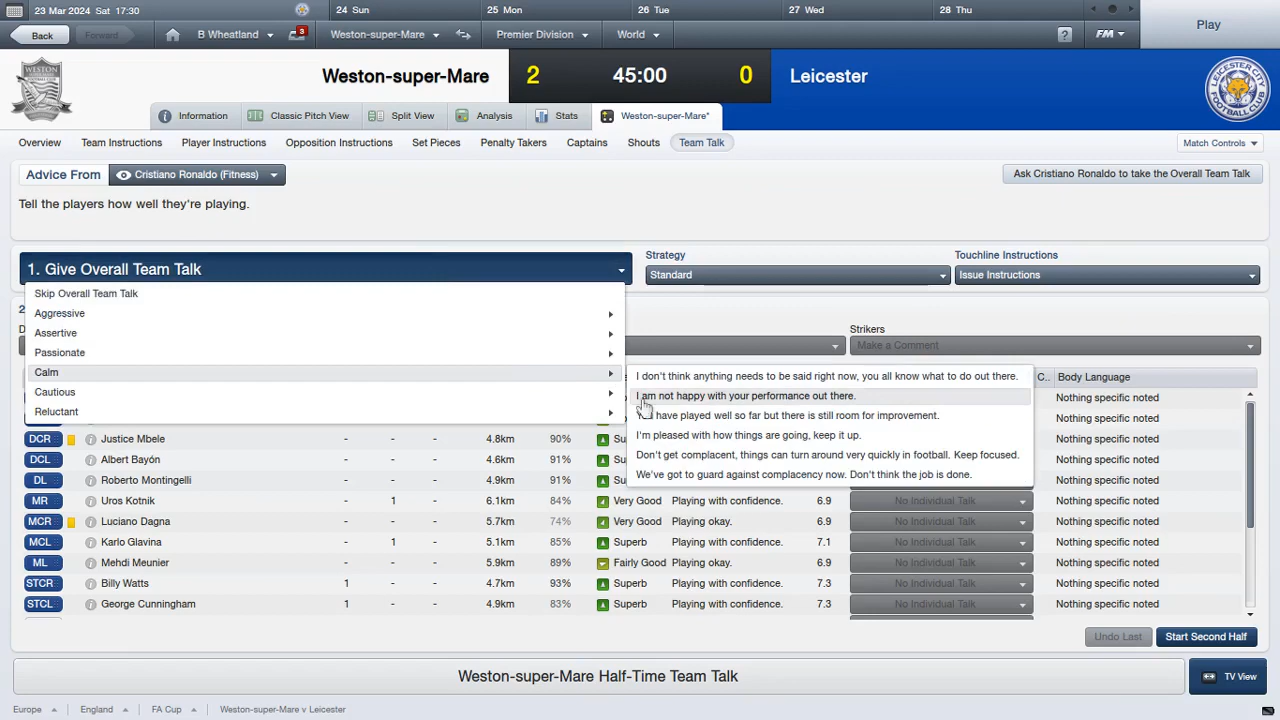 23 Mar 2024 Sat 17:30 24 Sun 25 Mon 26 Tue 27 Wed 28 Thu
Play
Back Forward B Wheatland 3 Weston-super-Mare Premier Division World ? FM
Weston-super-Mare 2 45:00 0 Leicester
Information Classic Pitch View Split View Analysis Stats Weston-super-Mare*
Overview Team Instructions Player Instructions Opposition Instructions Set Pieces Penalty Takers Captains Shouts Team Talk Match Controls
Advice From Cristiano Ronaldo (Fitness) Ask Cristiano Ronaldo to take the Overall Team Talk
Tell the players how well they're playing.
Strategy Touchline Instructions
1. Give Overall Team Talk Standard Issue Instructions
Skip Overall Team Talk
Aggressive
Assertive
Passionate
Calm
Cautious
Reluctant
2
D
Strikers
Make a Comment
I don't think anything needs to be said right now, you all know what to do out there.
I am not happy with your performance out there.
You have played well so far but there is still room for improvement.
I'm pleased with how things are going, keep it up.
Don't get complacent, things can turn around very quickly in football. Keep focused.
We've got to guard against complacency now. Don't think the job is done.
C.. Body Language
Nothing specific noted
Nothing specific noted
DCR Justice Mbele - - - 4.8km 90% Su Nothing specific noted
DCL Albert Bayón - - - 4.9km 91% Su Nothing specific noted
DL Roberto Montingelli - - - 4.5km 91% Su Nothing specific noted
MR Uros Kotnik - 1 - 4.6km 84% Very Good Playing with confidence. 6.9 No Individual Talk Nothing specific noted
MCR Luciano Dagna - - - 5.7km 74% Very Good Playing okay. 6.9 No Individual Talk Nothing specific noted
MCL Karlo Glavina - 1 - 5.1km 85% Superb Playing with confidence. 7.1 No Individual Talk Nothing specific noted
ML Mehdi Meunier - - - 5.9km 89% Fairly Good Playing okay. 6.9 No Individual Talk Nothing specific noted
STCR Billy Watts 1 - - 4.7km 93% Superb Playing with confidence. 7.3 No Individual Talk Nothing specific noted
STCL George Cunningham 1 - - 4.9km 83% Superb Playing with confidence. 7.3 No Individual Talk Nothing specific noted
Undo Last Start Second Half
Weston-super-Mare Half-Time Team Talk TV View
Europe England FA Cup Weston-super-Mare v Leicester